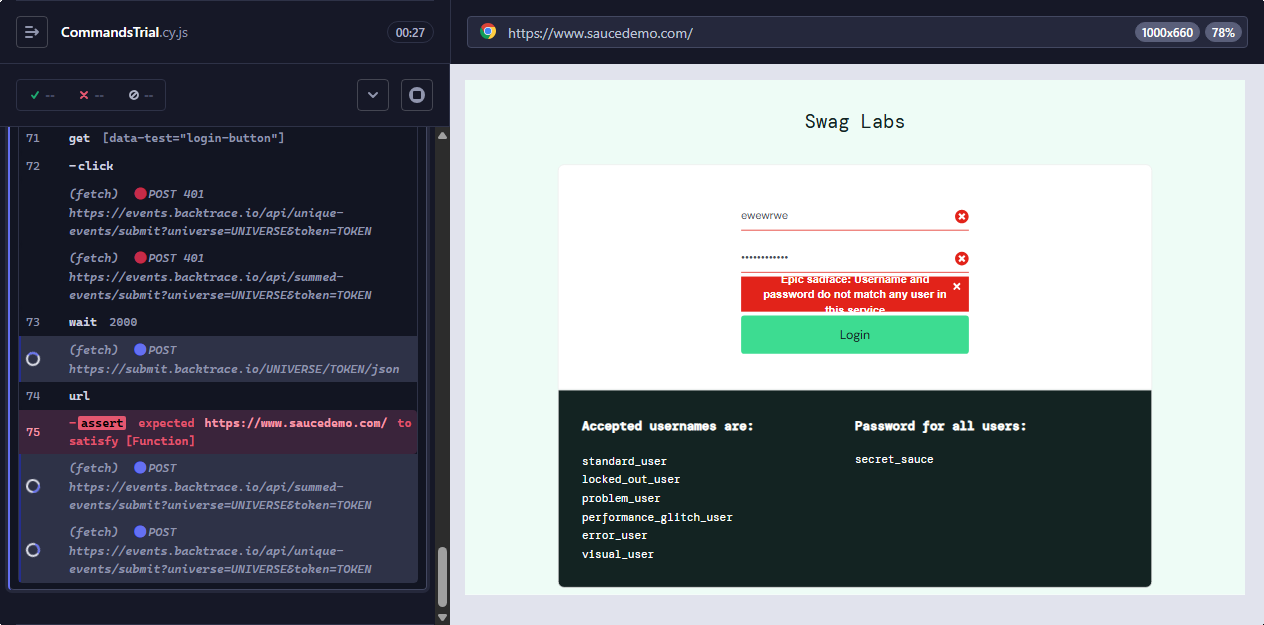 CommandsTrial.cy.js
00:27
--
--
--
71 get [data-test="login-button"]
72 -click
(fetch) POST 401
https://events.backtrace.io/api/unique-
events/submit?universe=UNIVERSE&token=TOKEN
(fetch) POST 401
https://events.backtrace.io/api/summed-
events/submit?universe=UNIVERSE&token=TOKEN
73 wait 2000
(fetch) POST
https://submit.backtrace.io/UNIVERSE/TOKEN/json
74 url
75 -assert expected https://www.saucedemo.com/ to
satisfy [Function]
(fetch) POST
https://events.backtrace.io/api/summed-
events/submit?universe=UNIVERSE&token=TOKEN
(fetch) POST
https://events.backtrace.io/api/unique-
events/submit?universe=UNIVERSE&token=TOKEN
https://www.saucedemo.com/
1000x660
78%
Swag Labs
ewewrwe
••••••••••••
Epic sadface: Username and
password do not match any user in
this service
Login
Accepted usernames are:
standard_user
locked_out_user
problem_user
performance_glitch_user
error_user
visual_user
Password for all users:
secret_sauce